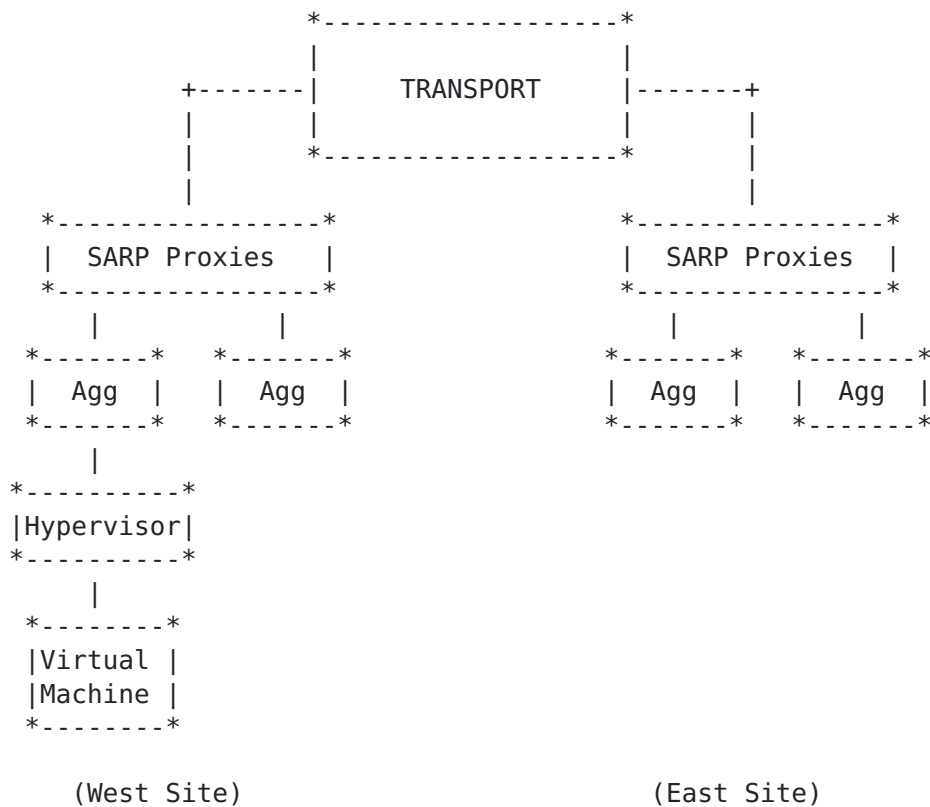 TRANSPORT
SARP Proxies SARP Proxies
Agg Agg Agg Agg
Hypervisor
Virtual
Machine
(West Site) (East Site)